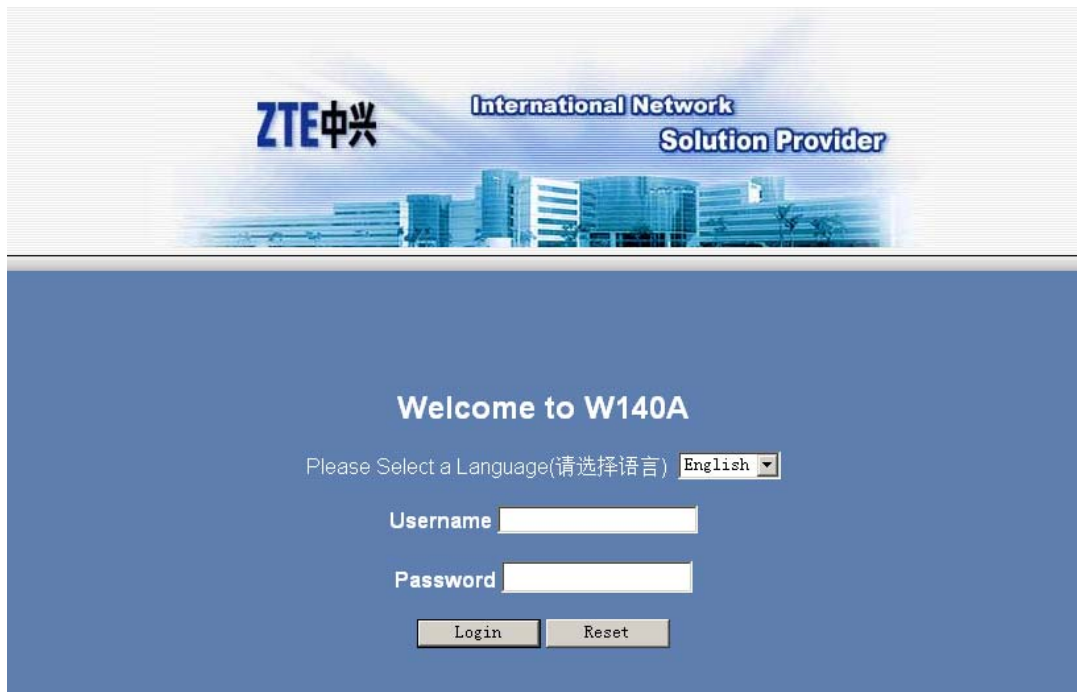 ZTE中兴
International Network
Solution Provider
Welcome to W140A
Please Select a Language(请选择语言) English
Username
Password
Login Reset